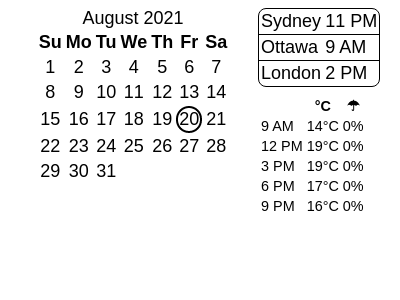 August 2021
Su Mo Tu We Th Fr Sa
1 2 3 4 5 6 7
8 9 10 11 12 13 14
15 16 17 18 19 20 21
22 23 24 25 26 27 28
29 30 31
Sydney 11 PM
Ottawa 9 AM
London 2 PM
°C ☂
9 AM 14°C 0%
12 PM 19°C 0%
3 PM 19°C 0%
6 PM 17°C 0%
9 PM 16°C 0%